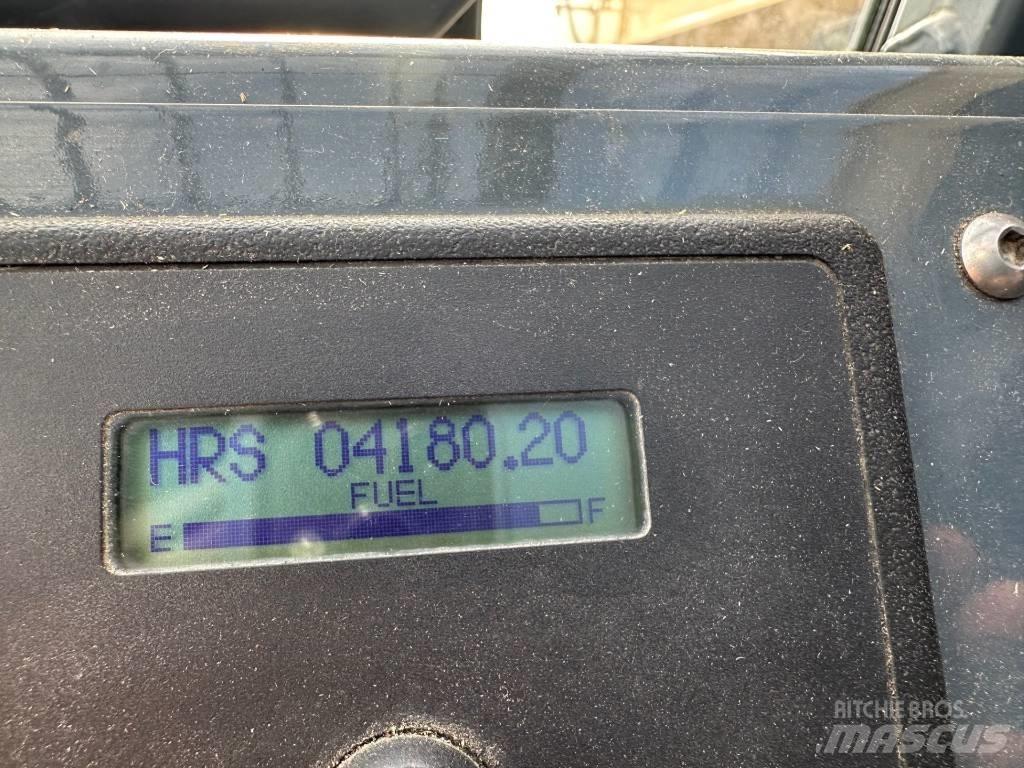 HRS 04180.20
FUEL
E F
RITCHIE BROS.
MASCUS